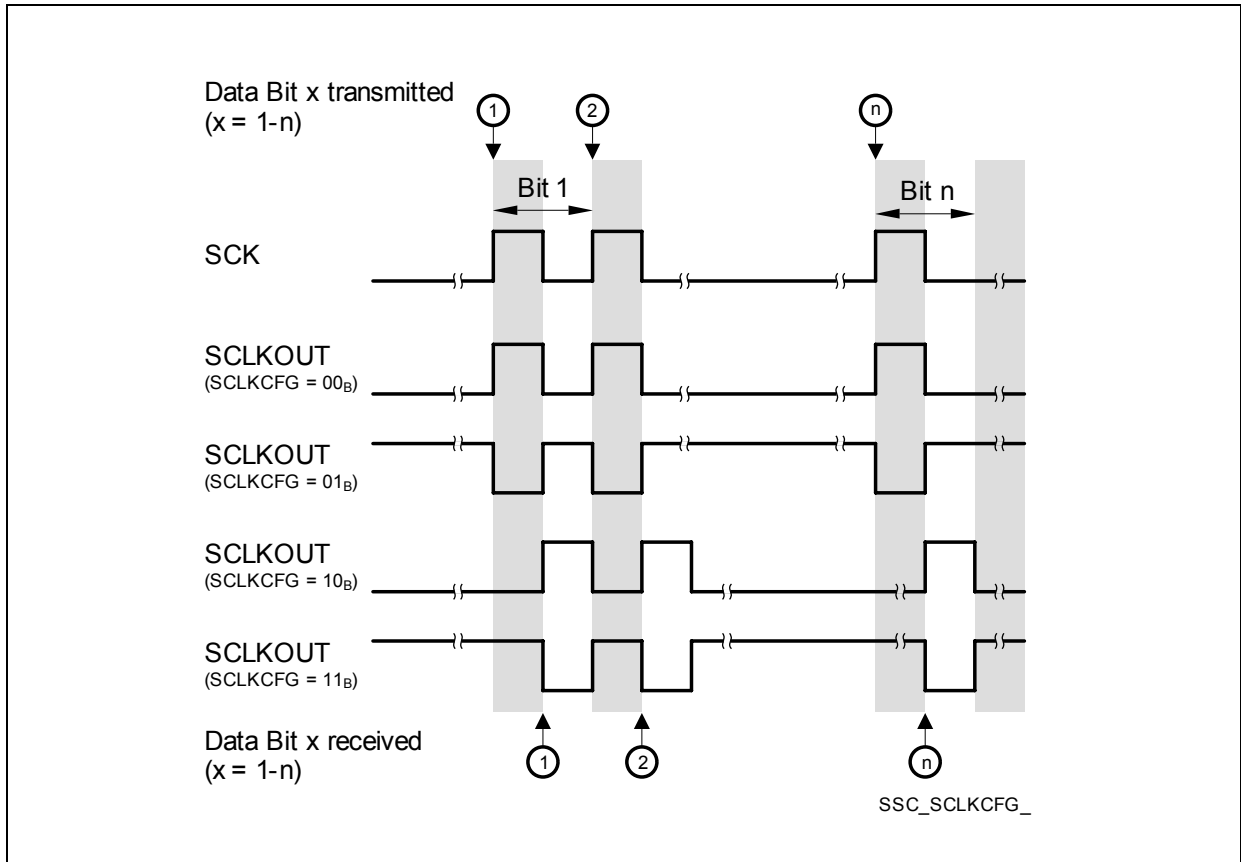 Data Bit x transmitted
(x = 1-n)
1
2
n
Bit 1
Bit n
SCK
SCLKOUT
(SCLKCFG = 00B)
SCLKOUT
(SCLKCFG = 01B)
SCLKOUT
(SCLKCFG = 10B)
SCLKOUT
(SCLKCFG = 11B)
Data Bit x received
(x = 1-n)
1
2
n
SSC_SCLKCFG_